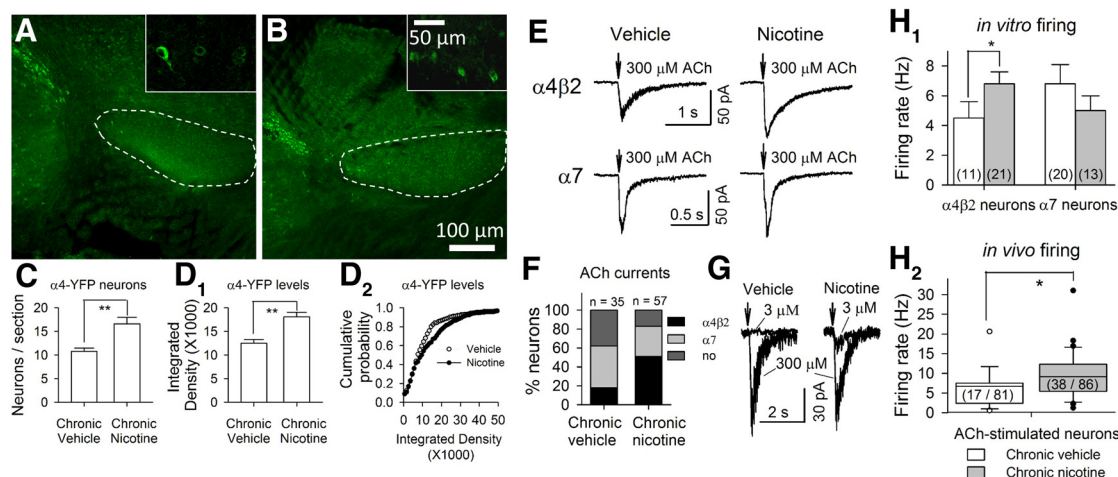 A
B
50 µm
100 µm
C
α4-YFP neurons
Neurons / section
20
15
10
5
0
**
Chronic
Vehicle
Chronic
Nicotine
D1
α4-YFP levels
Integrated
Density (X1000)
20
15
10
5
0
**
Chronic
Vehicle
Chronic
Nicotine
D2
α4-YFP levels
Cumulative
probability
1.0
0.8
0.6
0.4
0.2
0.0
Vehicle
Nicotine
0 10 20 30 40 50
Integrated Density
(X1000)
E
Vehicle
Nicotine
α4β2
300 µM ACh
300 µM ACh
1 s
50 pA
α7
300 µM ACh
300 µM ACh
0.5 s
50 pA
F
ACh currents
n = 35 n = 57
% neurons
100
80
60
40
20
0
α4β2
α7
no
Chronic
vehicle
Chronic
nicotine
G
Vehicle
Nicotine
3 µM
3 µM
300 µM
2 s
30 pA
H1
in vitro firing
Firing rate (Hz)
8
6
4
2
0
*
(11) (21) (20) (13)
α4β2 neurons α7 neurons
H2
in vivo firing
Firing rate (Hz)
30
25
20
15
10
5
0
*
(17 / 81)
(38 / 86)
ACh-stimulated neurons
Chronic vehicle
Chronic nicotine